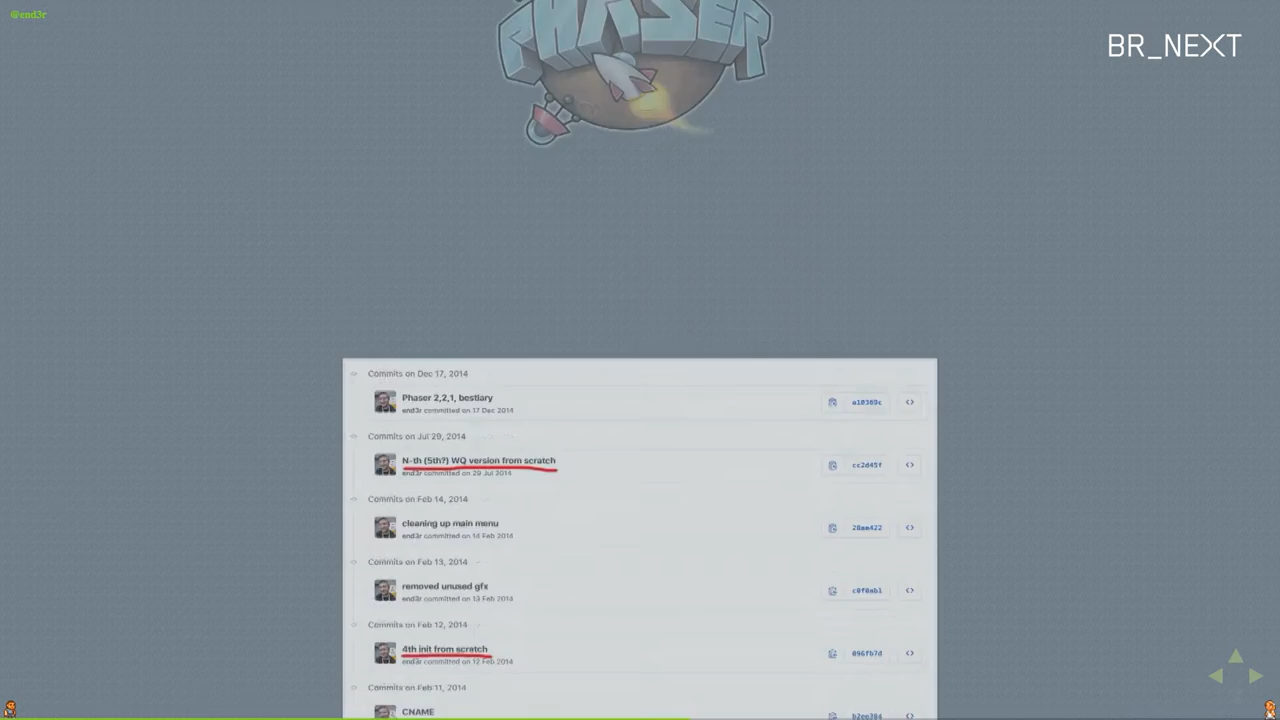 @end3r
PHASER
BR_NEXT
Commits on Dec 17, 2014
Phaser 2,2,1, bestiary
end3r committed on 17 Dec 2014
a10369c
Commits on Jul 29, 2014
N-th (5th?) WQ version from scratch
end3r committed on 29 Jul 2014
cc2d45f
Commits on Feb 14, 2014
cleaning up main menu
end3r committed on 14 Feb 2014
Commits on Feb 13, 2014
removed unused gfx
end3r committed on 13 Feb 2014
Commits on Feb 12, 2014
4th init from scratch
end3r committed on 12 Feb 2014
096fb7d
Commits on Feb 11, 2014
CNAME